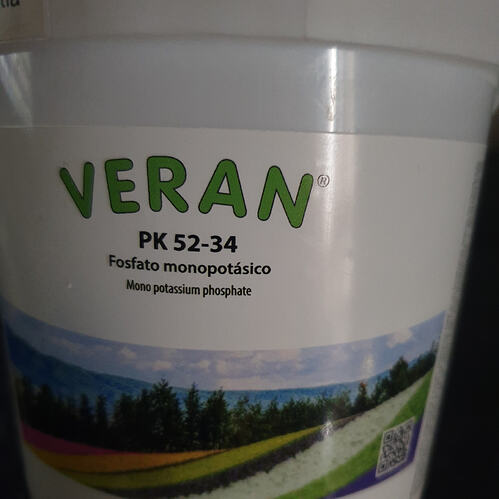 VERAN®
PK 52-34
Fosfato monopotásico
Mono potassium phosphate